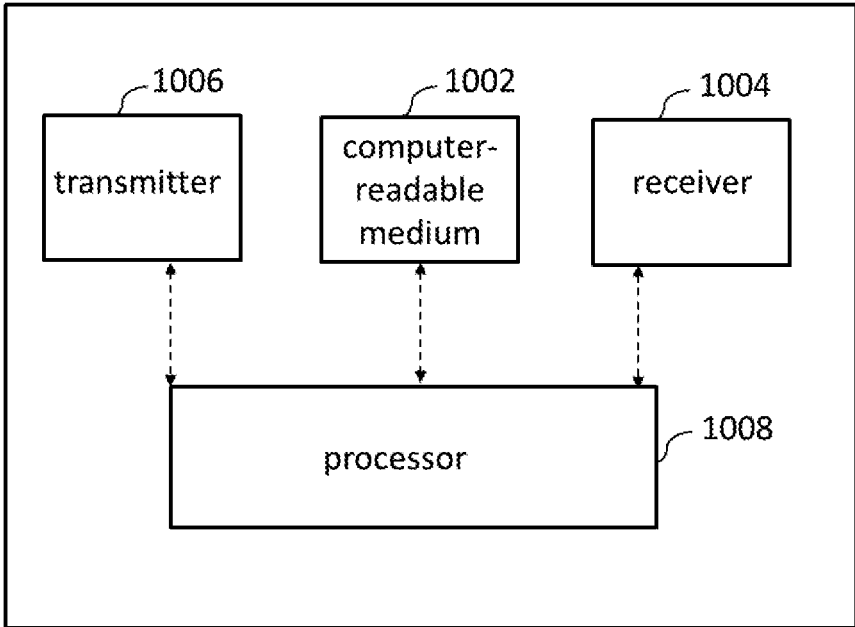 1006
1002
1004
transmitter
computer-
readable
medium
receiver
1008
processor